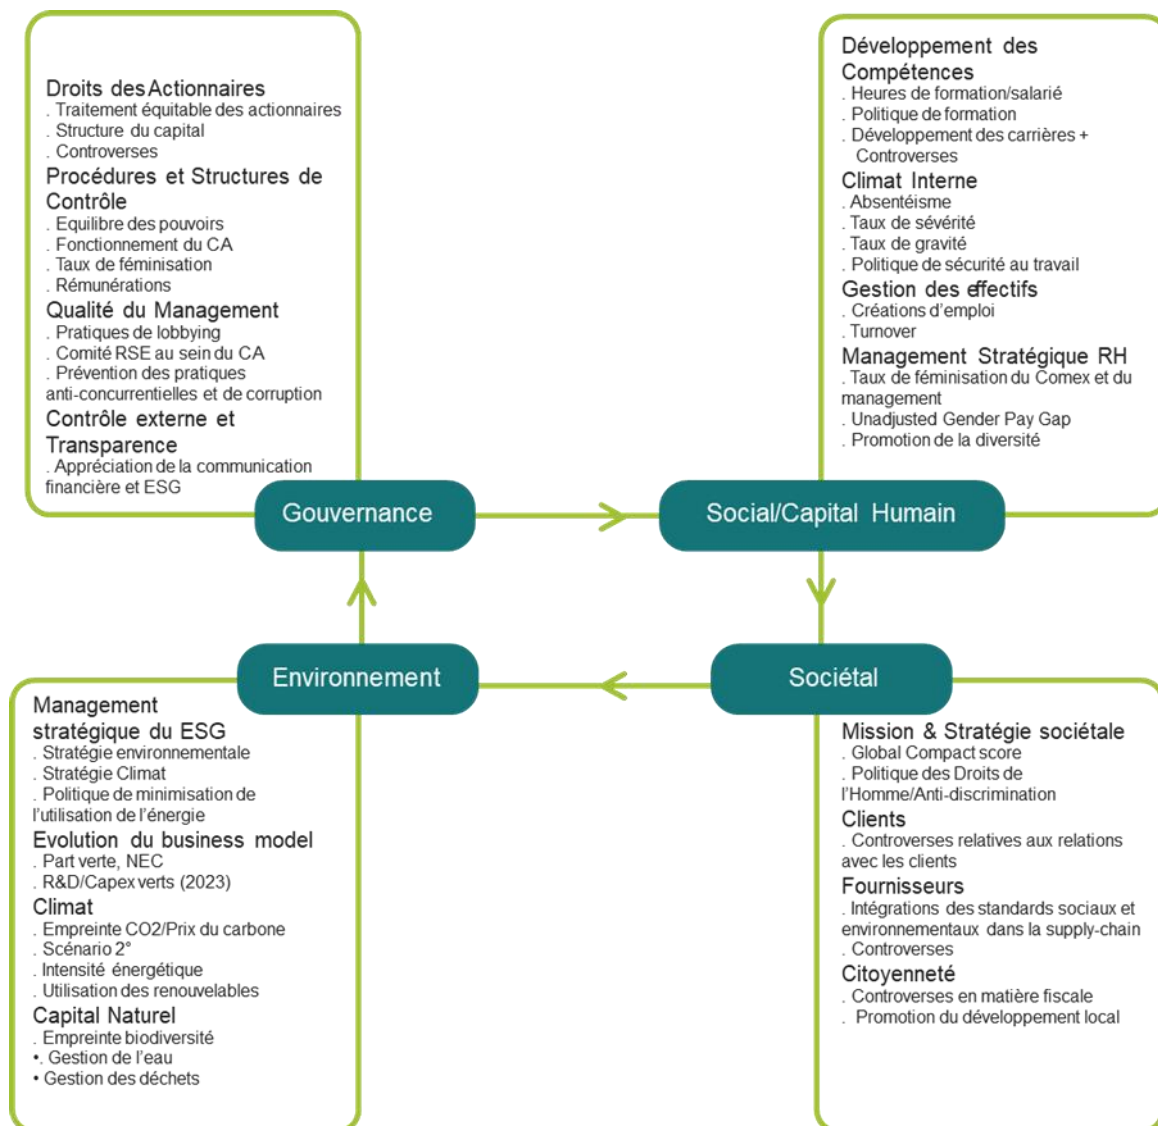 Droits des Actionnaires
. Traitement équitable des actionnaires
. Structure du capital
. Controverses
Procédures et Structures de
Contrôle
. Equilibre des pouvoirs
. Fonctionnement du CA
. Taux de féminisation
. Rémunérations
Qualité du Management
. Pratiques de lobbying
. Comité RSE au sein du CA
. Prévention des pratiques
anti-concurrentielles et de corruption
Contrôle externe et
Transparence
. Appréciation de la communication
financière et ESG
Gouvernance
Développement des
Compétences
. Heures de formation/salarié
. Politique de formation
. Développement des carrières +
Controverses
Climat Interne
. Absentéisme
. Taux de sévérité
. Taux de gravité
. Politique de sécurité au travail
Gestion des effectifs
. Créations d'emploi
. Turnover
Management Stratégique RH
. Taux de féminisation du Comex et du
management
. Unadjusted Gender Pay Gap
. Promotion de la diversité
Social/Capital Humain
Environnement
Management
stratégique du ESG
. Stratégie environnementale
. Stratégie Climat
. Politique de minimisation de
l'utilisation de l'énergie
Evolution du business model
. Part verte, NEC
. R&D/Capex verts (2023)
Climat
. Empreinte CO2/Prix du carbone
. Scénario 2°
. Intensité énergétique
. Utilisation des renouvelables
Capital Naturel
. Empreinte biodiversité
•. Gestion de l'eau
• Gestion des déchets
Sociétal
Mission & Stratégie sociétale
. Global Compact score
. Politique des Droits de
l'Homme/Anti-discrimination
Clients
. Controverses relatives aux relations
avec les clients
Fournisseurs
. Intégrations des standards sociaux et
environnementaux dans la supply-chain
. Controverses
Citoyenneté
. Controverses en matière fiscale
. Promotion du développement local